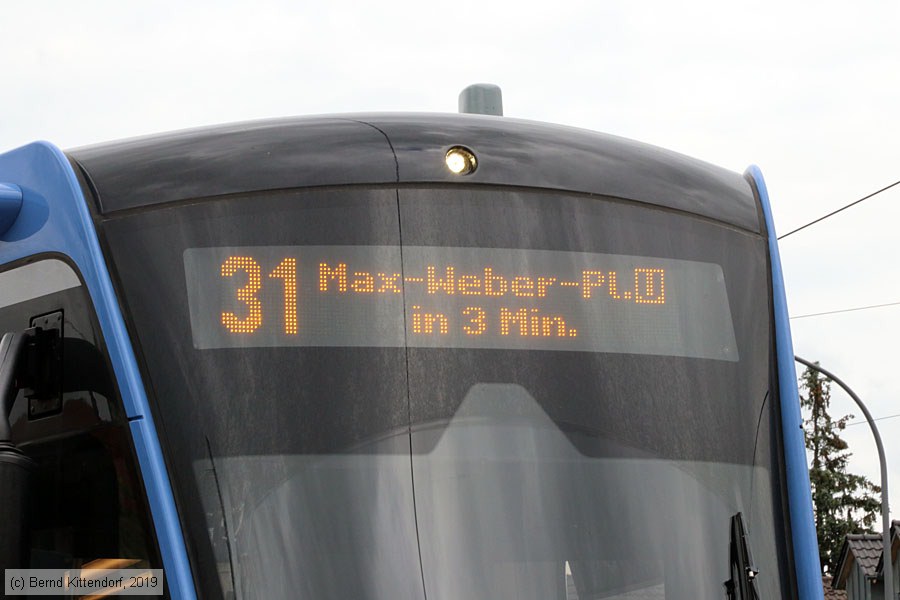 31 Max-Weber-Pl. U
in 3 Min.
(c) Bernd Kittendorf, 2019